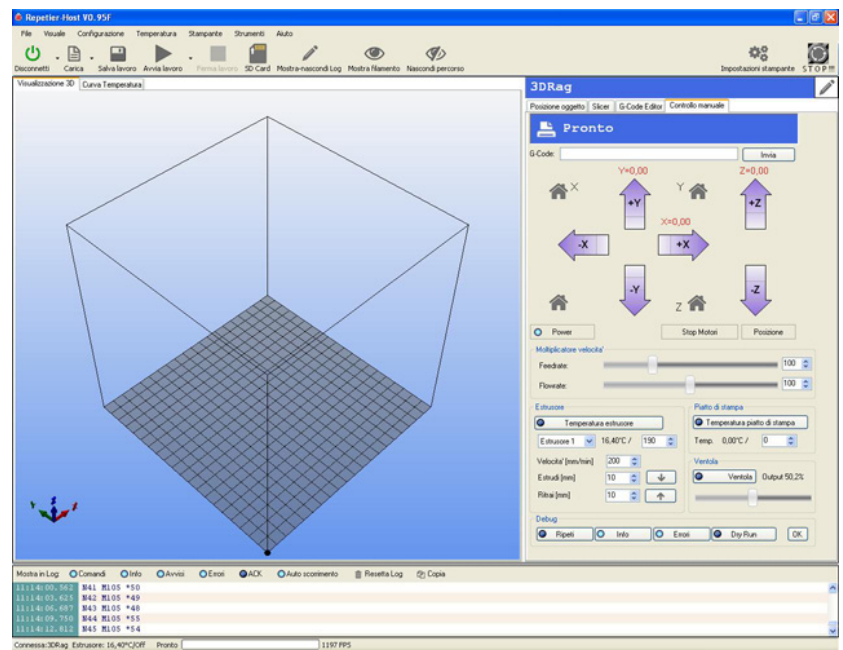 Repetier-Host V0.95F
File Visuale Configurazione Temperatura Stampante Strumenti Aiuto
Disconnetti Carica Salva lavoro Avvia lavoro Ferma lavoro SD Card Mostra-nascondi Log Mostra filamento Nascondi percorso Impostazioni stampante STOP!!!
Visualizzazione 3D Curva Temperatura
3DRag
Posizione oggetto Slicer G-Code Editor Controllo manuale
Pronto
G-Code: Invia
Y=0,00 Z=0,00
X Y
+Y +Z
X=0,00
-X +X
-Y -Z
Z
Power Stop Motori Posizione
Moltiplicatore velocita'
Feedrate: 100
Flowrate: 100
Estrusore Piatto di stampa
Temperatura estrusore Temperatura piatto di stampa
Estrusore 1 16,40°C / 190 Temp. 0,00°C / 0
Velocita' [mm/min] 200 Ventola
Estrudi [mm] 10 Ventola Output 50,2%
Ritrai [mm] 10
Debug
Ripeti Info Errori Dry Run OK
Mostra in Log: Comandi Info Avvisi Errori ACK Auto scorrimento Resetta Log Copia
11:14:00.562 N41 M105 *50
11:14:03.625 N42 M105 *49
11:14:06.687 N43 M105 *48
11:14:09.750 N44 M105 *55
11:14:12.812 N45 M105 *54
Connessa:3DRag Estrusore: 16,40°C/Off Pronto 1197 FPS